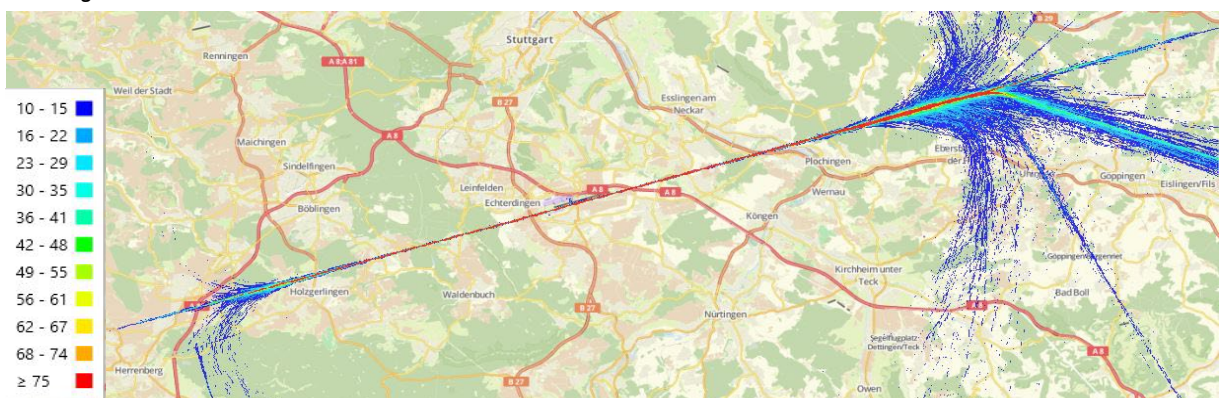 Stuttgart
B 29
Renningen
A 8;A 81
Weil der Stadt
B 27
Esslingen am
Neckar
10 - 15
16 - 22
23 - 29
30 - 35
36 - 41
42 - 48
49 - 55
56 - 61
62 - 67
68 - 74
≥ 75
Maichingen
A 8
Sindelfingen
Plochingen
Göppingen
Eislingen/Fils
Leinfelden
Echterdingen
A 8
A 8
Wernau
Böblingen
Köngen
Kirchheim unter
Teck
Holzgerlingen
Waldenbuch
Bad Boll
B 27
Nürtingen
A 8
Segelflugplatz
Dettingen/Teck
A 8
Herrenberg
B 27
Owen